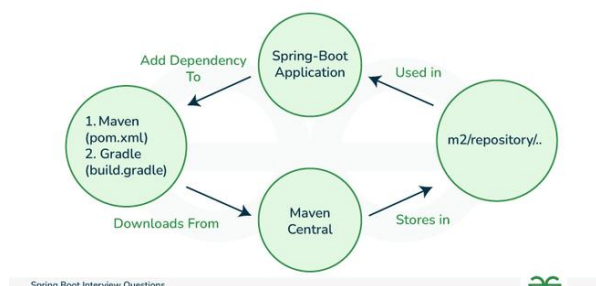 Spring-Boot
Application
Add Dependency
To
Used in
1. Maven
(pom.xml)
2. Gradle
(build.gradle)
m2/repository/..
Downloads From
Maven
Central
Stores in
Spring Boot Interview Questions